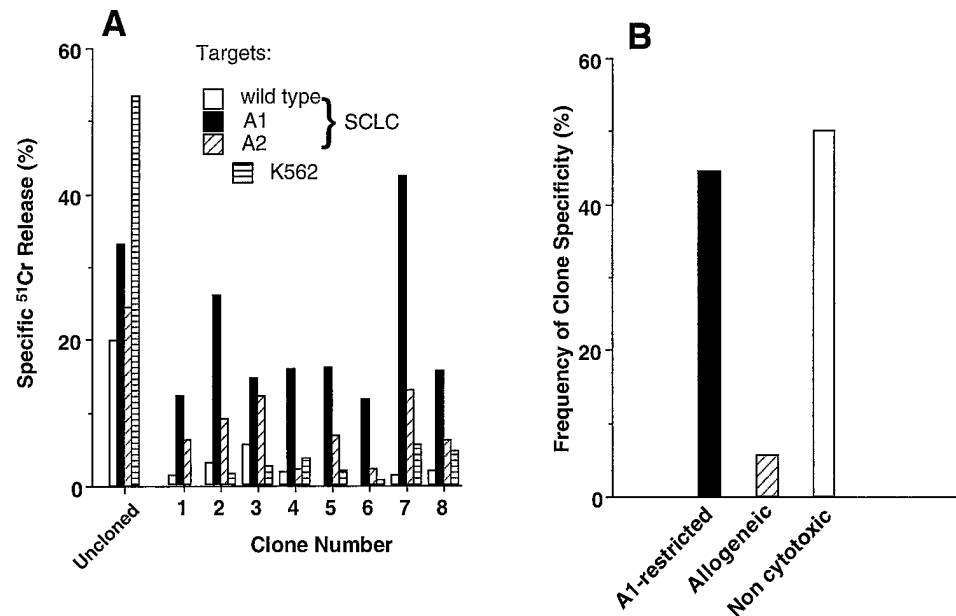 A
Targets:
wild type
A1
A2
} SCLC
K562
Specific ⁵¹Cr Release (%)
60
40
20
0
Uncloned
1 2 3 4 5 6 7 8
Clone Number
B
Frequency of Clone Specificity (%)
60
40
20
0
A1-restricted
Allogeneic
Non cytotoxic